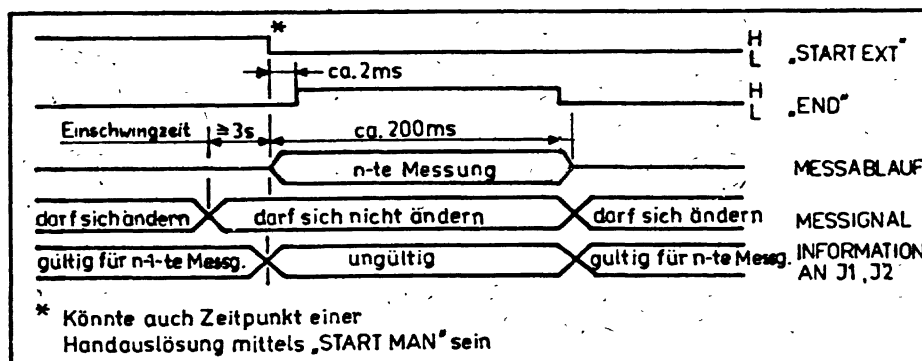 *
H
L „START EXT"
ca. 2ms
H
L „END"
Einschwingzeit ≧3s ca. 200ms
n-te Messung MESSABLAUF
darf sich ändern darf sich nicht ändern darf sich ändern MESSIGNAL
gültig für n-1-te Messg. ungültig gultig für n-te Messg. INFORMATION
AN J1, J2
* Könnte auch Zeitpunkt einer
Handauslösung mittels „START MAN" sein